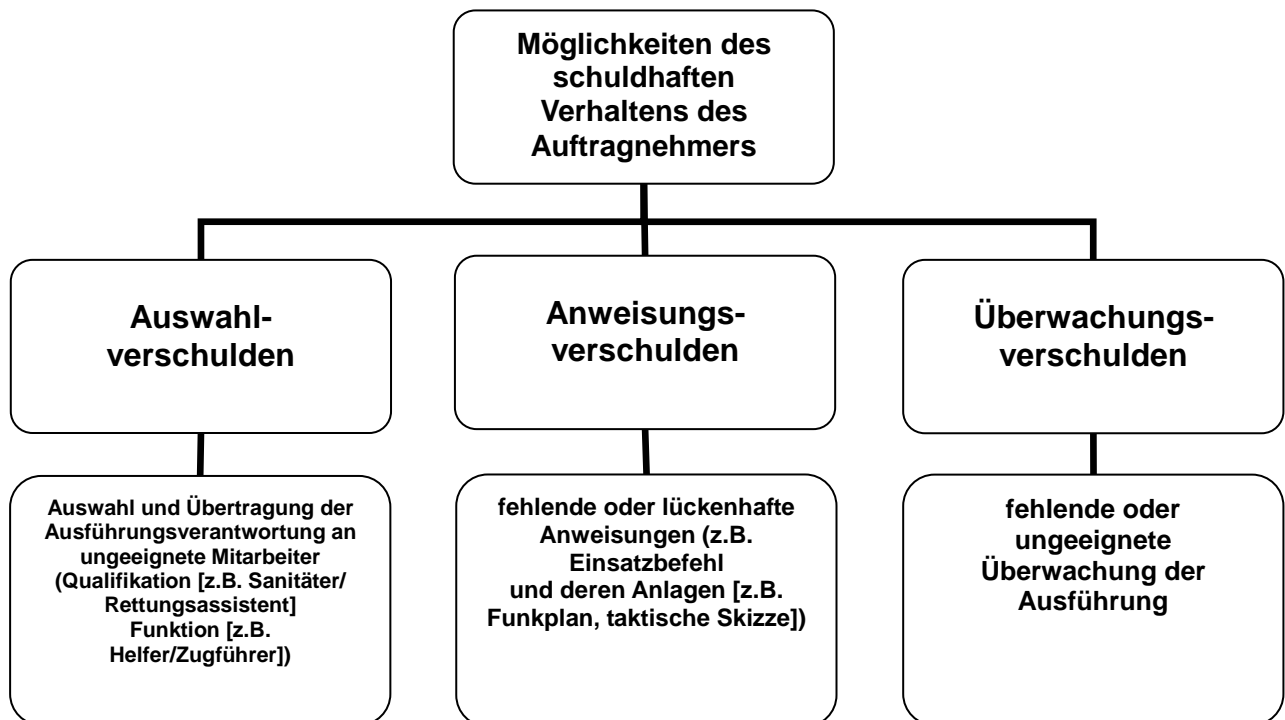 Möglichkeiten des
schuldhaften
Verhaltens des
Auftragnehmers
Auswahl-
verschulden
Anweisungs-
verschulden
Überwachungs-
verschulden
Auswahl und Übertragung der
Ausführungsverantwortung an
ungeeignete Mitarbeiter
(Qualifikation [z.B. Sanitäter/
Rettungsassistent]
Funktion [z.B.
Helfer/Zugführer])
fehlende oder lückenhafte
Anweisungen (z.B.
Einsatzbefehl
und deren Anlagen [z.B.
Funkplan, taktische Skizze])
fehlende oder
ungeeignete
Überwachung der
Ausführung